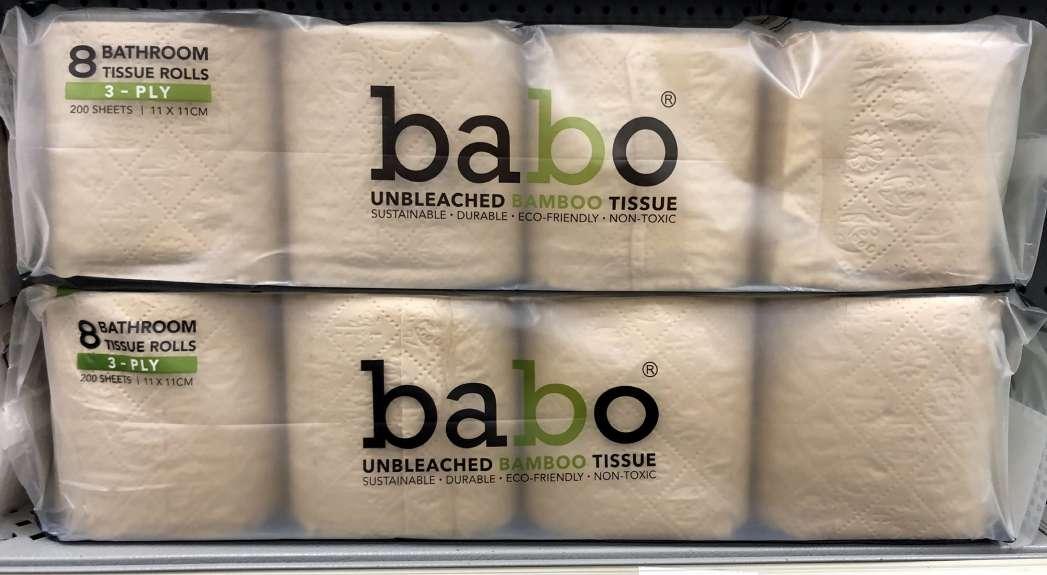 8 BATHROOM
TISSUE ROLLS
3 - PLY
200 SHEETS | 11 X 11CM
babo®
UNBLEACHED BAMBOO TISSUE
SUSTAINABLE · DURABLE · ECO-FRIENDLY · NON-TOXIC
8 BATHROOM
TISSUE ROLLS
3 - PLY
200 SHEETS | 11 X 11CM
babo®
UNBLEACHED BAMBOO TISSUE
SUSTAINABLE · DURABLE · ECO-FRIENDLY · NON-TOXIC